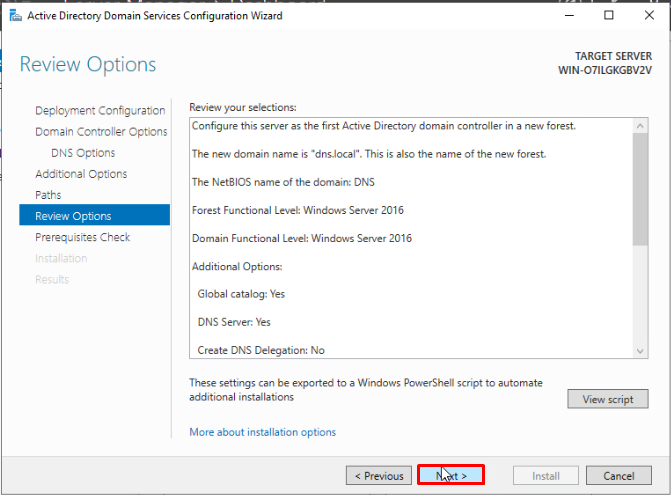 Active Directory Domain Services Configuration Wizard
Review Options
TARGET SERVER
WIN-O7ILGKGBV2V
Deployment Configuration
Domain Controller Options
DNS Options
Additional Options
Paths
Review Options
Prerequisites Check
Installation
Results
Review your selections:
Configure this server as the first Active Directory domain controller in a new forest.
The new domain name is "dns.local". This is also the name of the new forest.
The NetBIOS name of the domain: DNS
Forest Functional Level: Windows Server 2016
Domain Functional Level: Windows Server 2016
Additional Options:
Global catalog: Yes
DNS Server: Yes
Create DNS Delegation: No
These settings can be exported to a Windows PowerShell script to automate
additional installations
View script
More about installation options
< Previous
Next >
Install
Cancel